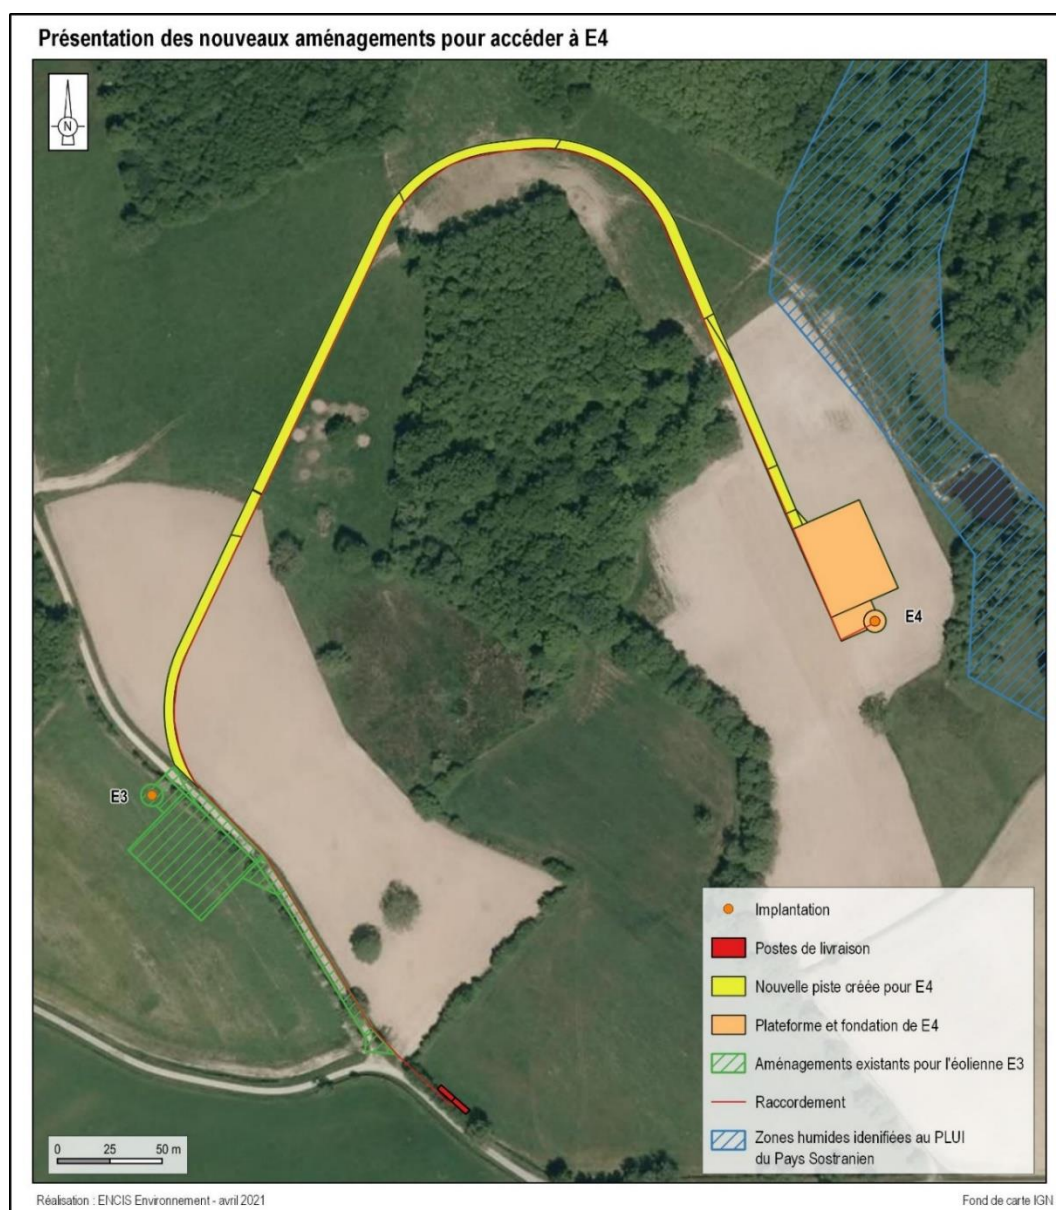 Présentation des nouveaux aménagements pour accéder à E4
N
E4
E3
Implantation
Postes de livraison
Nouvelle piste créée pour E4
Plateforme et fondation de E4
Aménagements existants pour l'éolienne E3
Raccordement
Zones humides idenifiées au PLUI
du Pays Sostranien
0 25 50 m
Réalisation : ENCIS Environnement - avril 2021
Fond de carte IGN